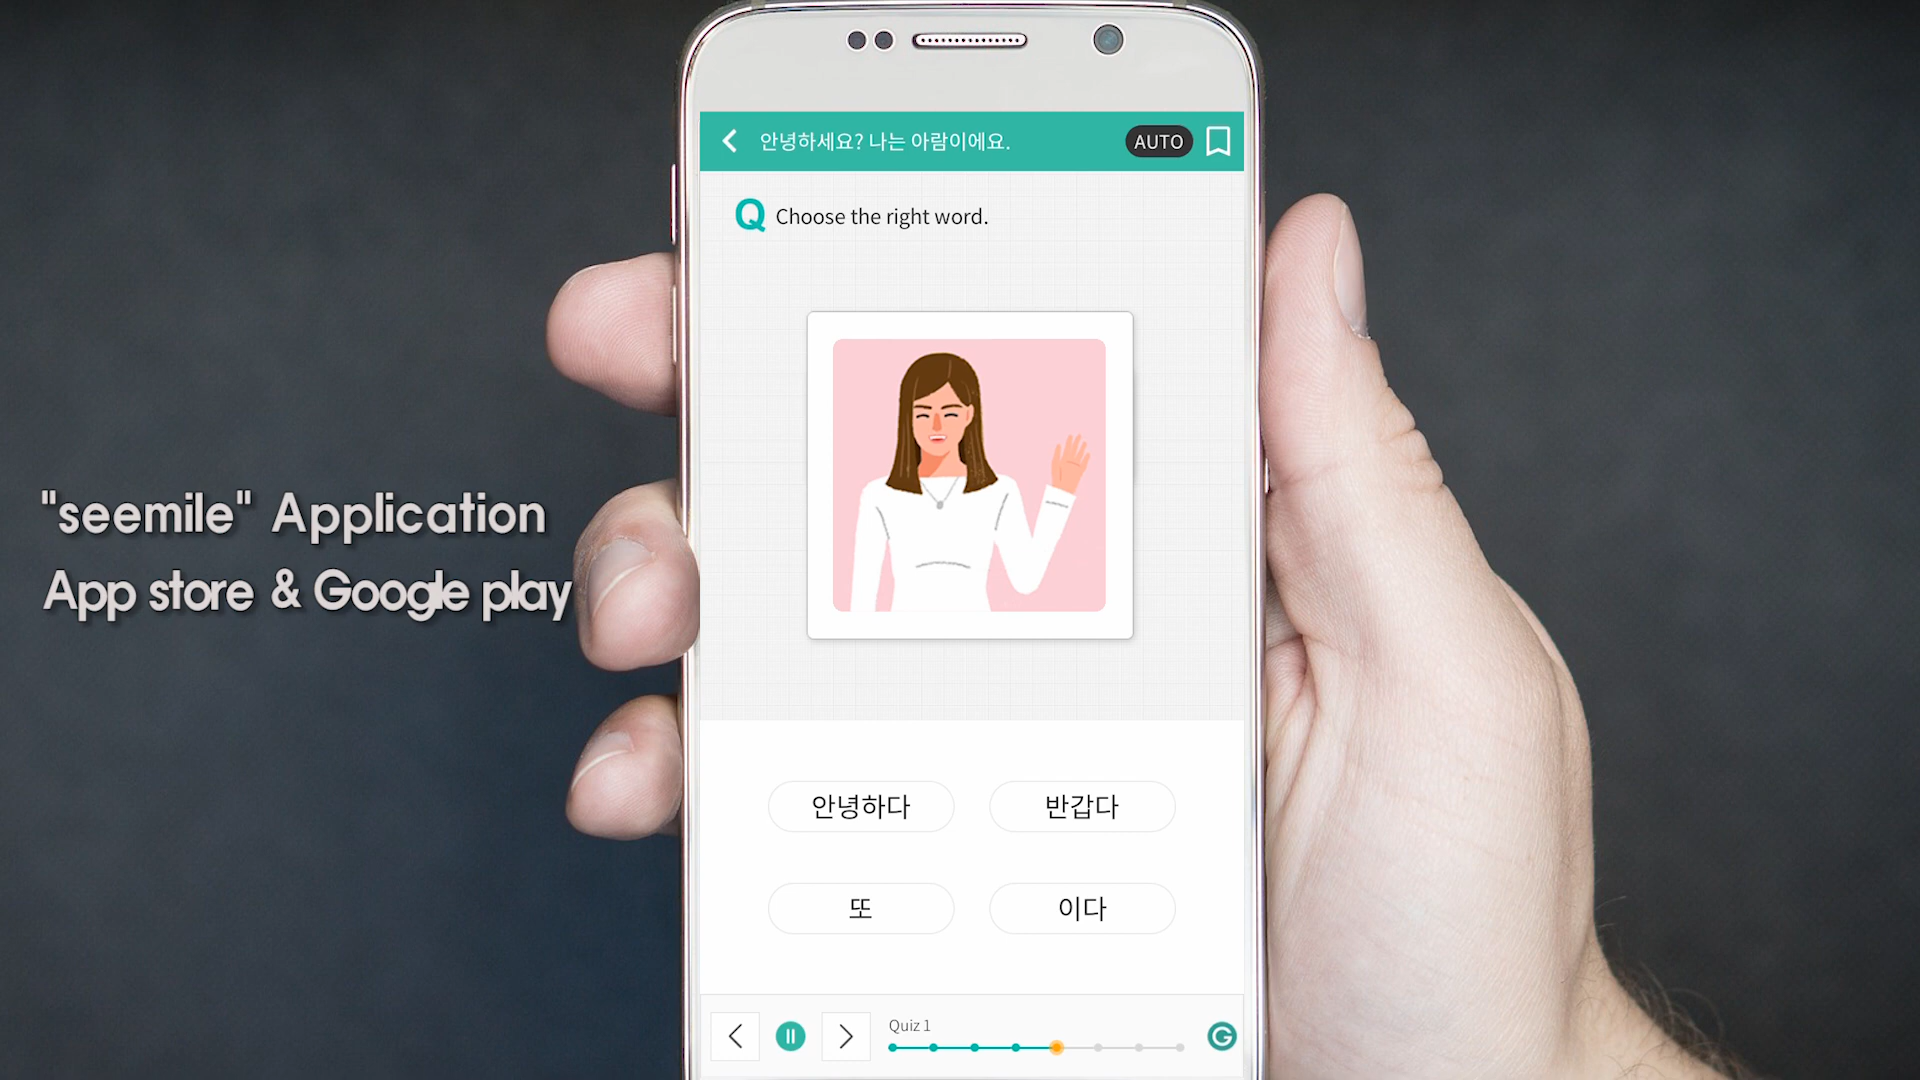 안녕하세요? 나는 아람이에요.
AUTO
Q Choose the right word.
"seemile" Application
App store & Google play
안녕하다
반갑다
또
이다
Quiz 1
G